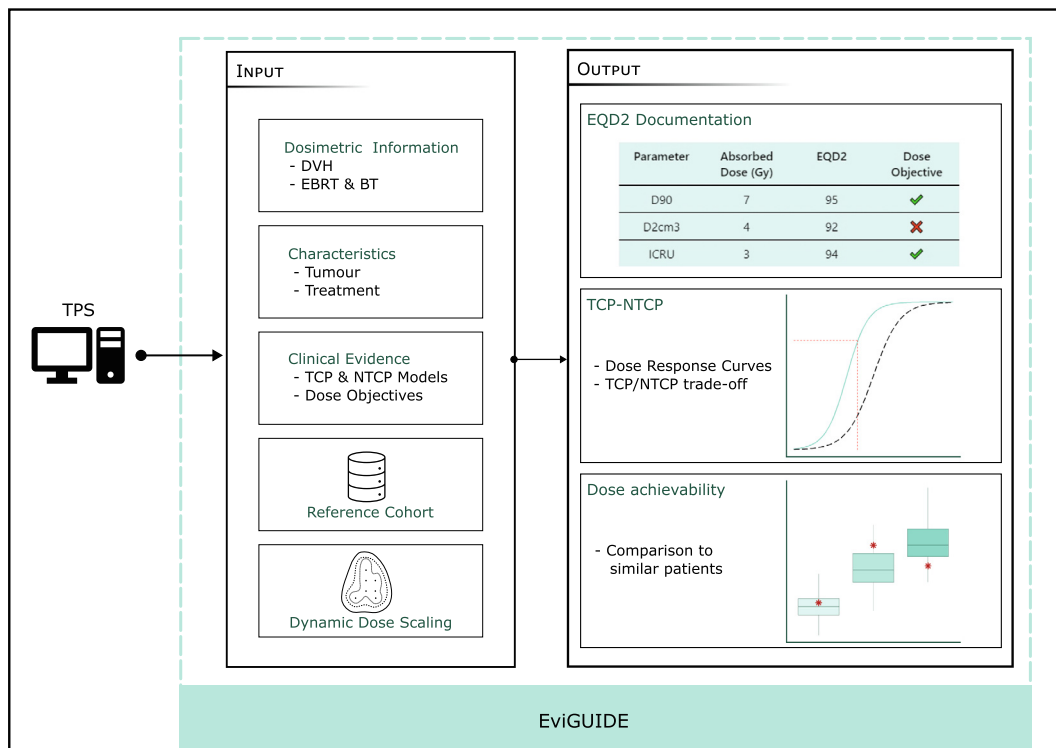 TPS
INPUT
Dosimetric Information
- DVH
- EBRT & BT
Characteristics
- Tumour
- Treatment
Clinical Evidence
- TCP & NTCP Models
- Dose Objectives
Reference Cohort
Dynamic Dose Scaling
OUTPUT
EQD2 Documentation
Parameter Absorbed Dose (Gy) EQD2 Dose Objective
D90 7 95
D2cm3 4 92
ICRU 3 94
TCP-NTCP
- Dose Response Curves
- TCP/NTCP trade-off
Dose achievability
- Comparison to
similar patients
EviGUIDE